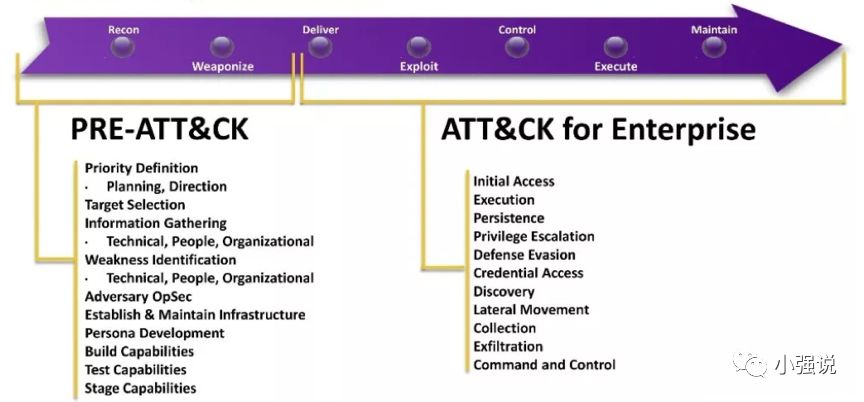 Recon
Weaponize
Deliver
Exploit
Control
Execute
Maintain
PRE-ATT&CK
Priority Definition
· Planning, Direction
Target Selection
Information Gathering
· Technical, People, Organizational
Weakness Identification
· Technical, People, Organizational
Adversary OpSec
Establish & Maintain Infrastructure
Persona Development
Build Capabilities
Test Capabilities
Stage Capabilities
ATT&CK for Enterprise
Initial Access
Execution
Persistence
Privilege Escalation
Defense Evasion
Credential Access
Discovery
Lateral Movement
Collection
Exfiltration
Command and Control
小强说